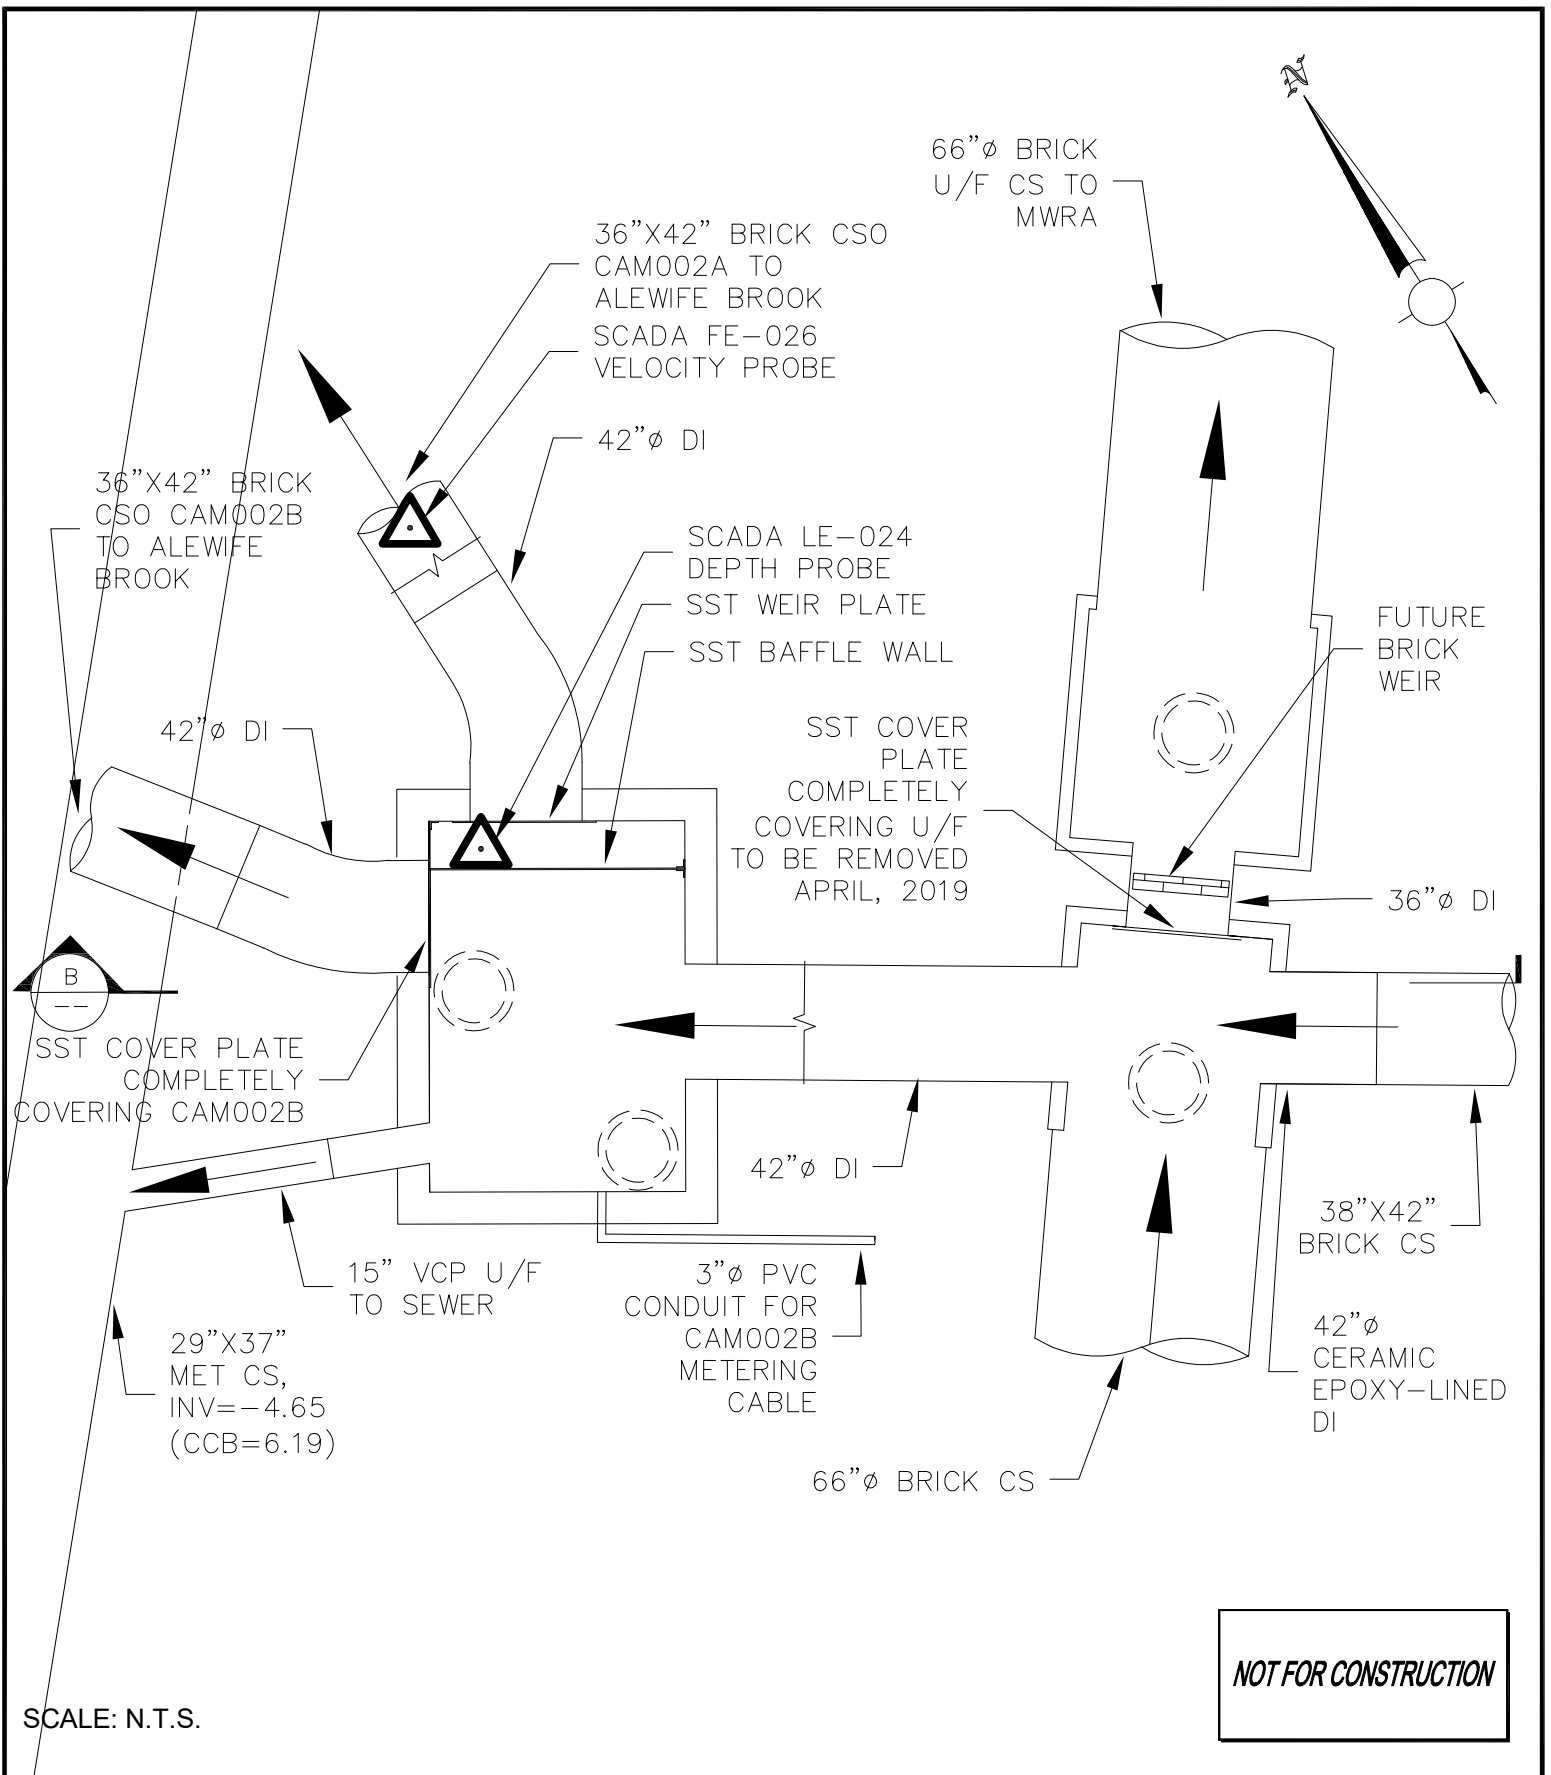 N
66”ø BRICK
U/F CS TO
MWRA
36”X42” BRICK CSO
CAM002A TO
ALEWIFE BROOK
SCADA FE-026
VELOCITY PROBE
42”ø DI
36”X42” BRICK
CSO CAM002B
TO ALEWIFE
BROOK
SCADA LE-024
DEPTH PROBE
SST WEIR PLATE
SST BAFFLE WALL
FUTURE
BRICK
WEIR
42”ø DI
SST COVER
PLATE
COMPLETELY
COVERING U/F
TO BE REMOVED
APRIL, 2019
36”ø DI
B
--
SST COVER PLATE
COMPLETELY
COVERING CAM002B
42”ø DI
38”X42”
BRICK CS
15” VCP U/F
TO SEWER
3”ø PVC
CONDUIT FOR
CAM002B
METERING
CABLE
29”X37”
MET CS,
INV=-4.65
(CCB=6.19)
42”ø
CERAMIC
EPOXY-LINED
DI
66”ø BRICK CS
NOT FOR CONSTRUCTION
SCALE: N.T.S.